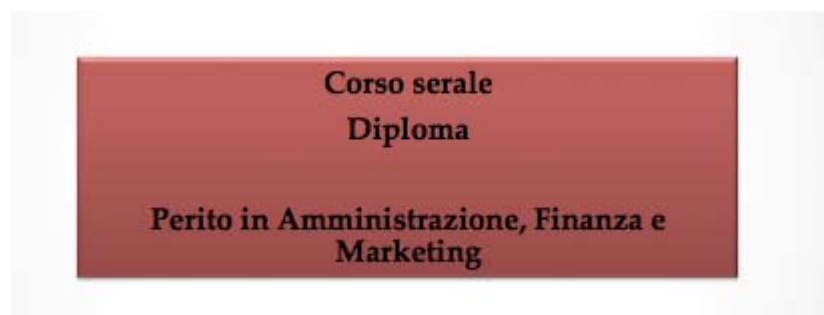 Corso serale
Diploma
Perito in Amministrazione, Finanza e
Marketing